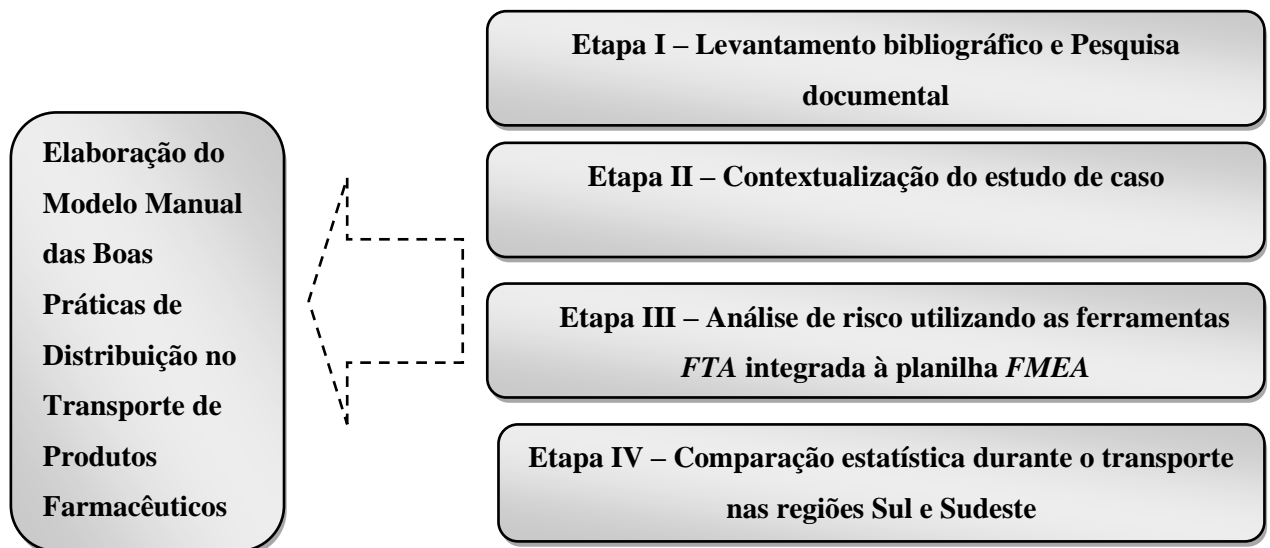 Etapa I – Levantamento bibliográfico e Pesquisa
documental
Etapa II – Contextualização do estudo de caso
Etapa III – Análise de risco utilizando as ferramentas
FTA integrada à planilha FMEA
Etapa IV – Comparação estatística durante o transporte
nas regiões Sul e Sudeste
Elaboração do
Modelo Manual
das Boas
Práticas de
Distribuição no
Transporte de
Produtos
Farmacêuticos